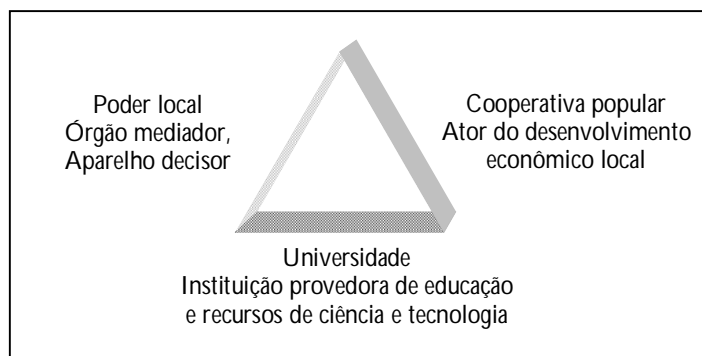 Poder local
Órgão mediador,
Aparelho decisor
Cooperativa popular
Ator do desenvolvimento
econômico local
Universidade
Instituição provedora de educação
e recursos de ciência e tecnologia